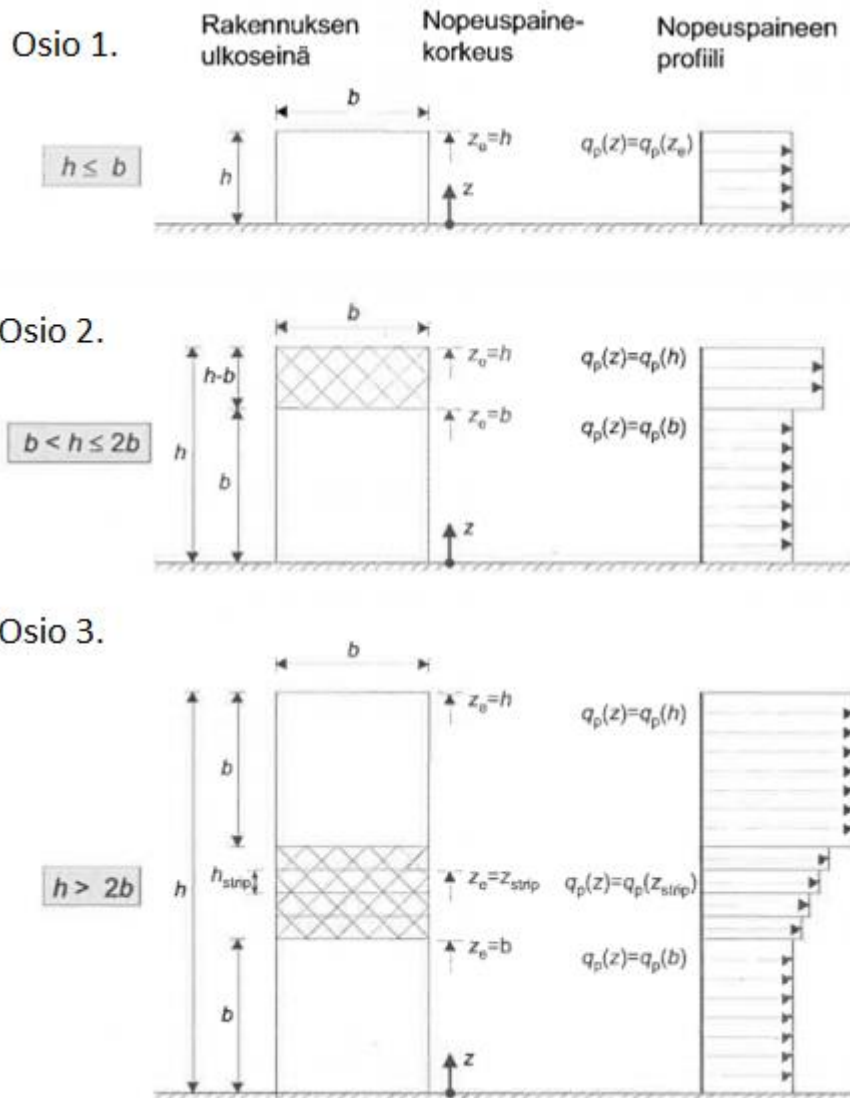 Osio 1.
Rakennuksen
ulkoseinä
Nopeuspaine-
korkeus
Nopeuspaineen
profiili
h ≤ b
b
h
z_e=h
z
q_p(z)=q_p(z_e)
Osio 2.
b < h ≤ 2b
b
h-b
h
b
z_e=h
z_e=b
z
q_p(z)=q_p(h)
q_p(z)=q_p(b)
Osio 3.
h > 2b
b
b
h
h_strip
b
z_e=h
z_e=z_strip
z_e=b
z
q_p(z)=q_p(h)
q_p(z)=q_p(z_strip)
q_p(z)=q_p(b)